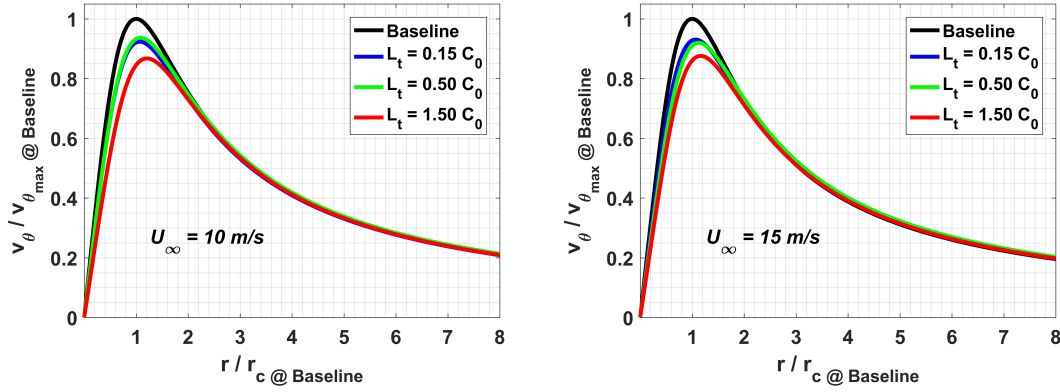 v_θ / v_θ_max @ Baseline
1
0.8
0.6
0.4
0.2
0
Baseline
L_t = 0.15 C_0
L_t = 0.50 C_0
L_t = 1.50 C_0
U_∞ = 10 m/s
1 2 3 4 5 6 7 8
r / r_c @ Baseline
v_θ / v_θ_max @ Baseline
1
0.8
0.6
0.4
0.2
0
Baseline
L_t = 0.15 C_0
L_t = 0.50 C_0
L_t = 1.50 C_0
U_∞ = 15 m/s
1 2 3 4 5 6 7 8
r / r_c @ Baseline